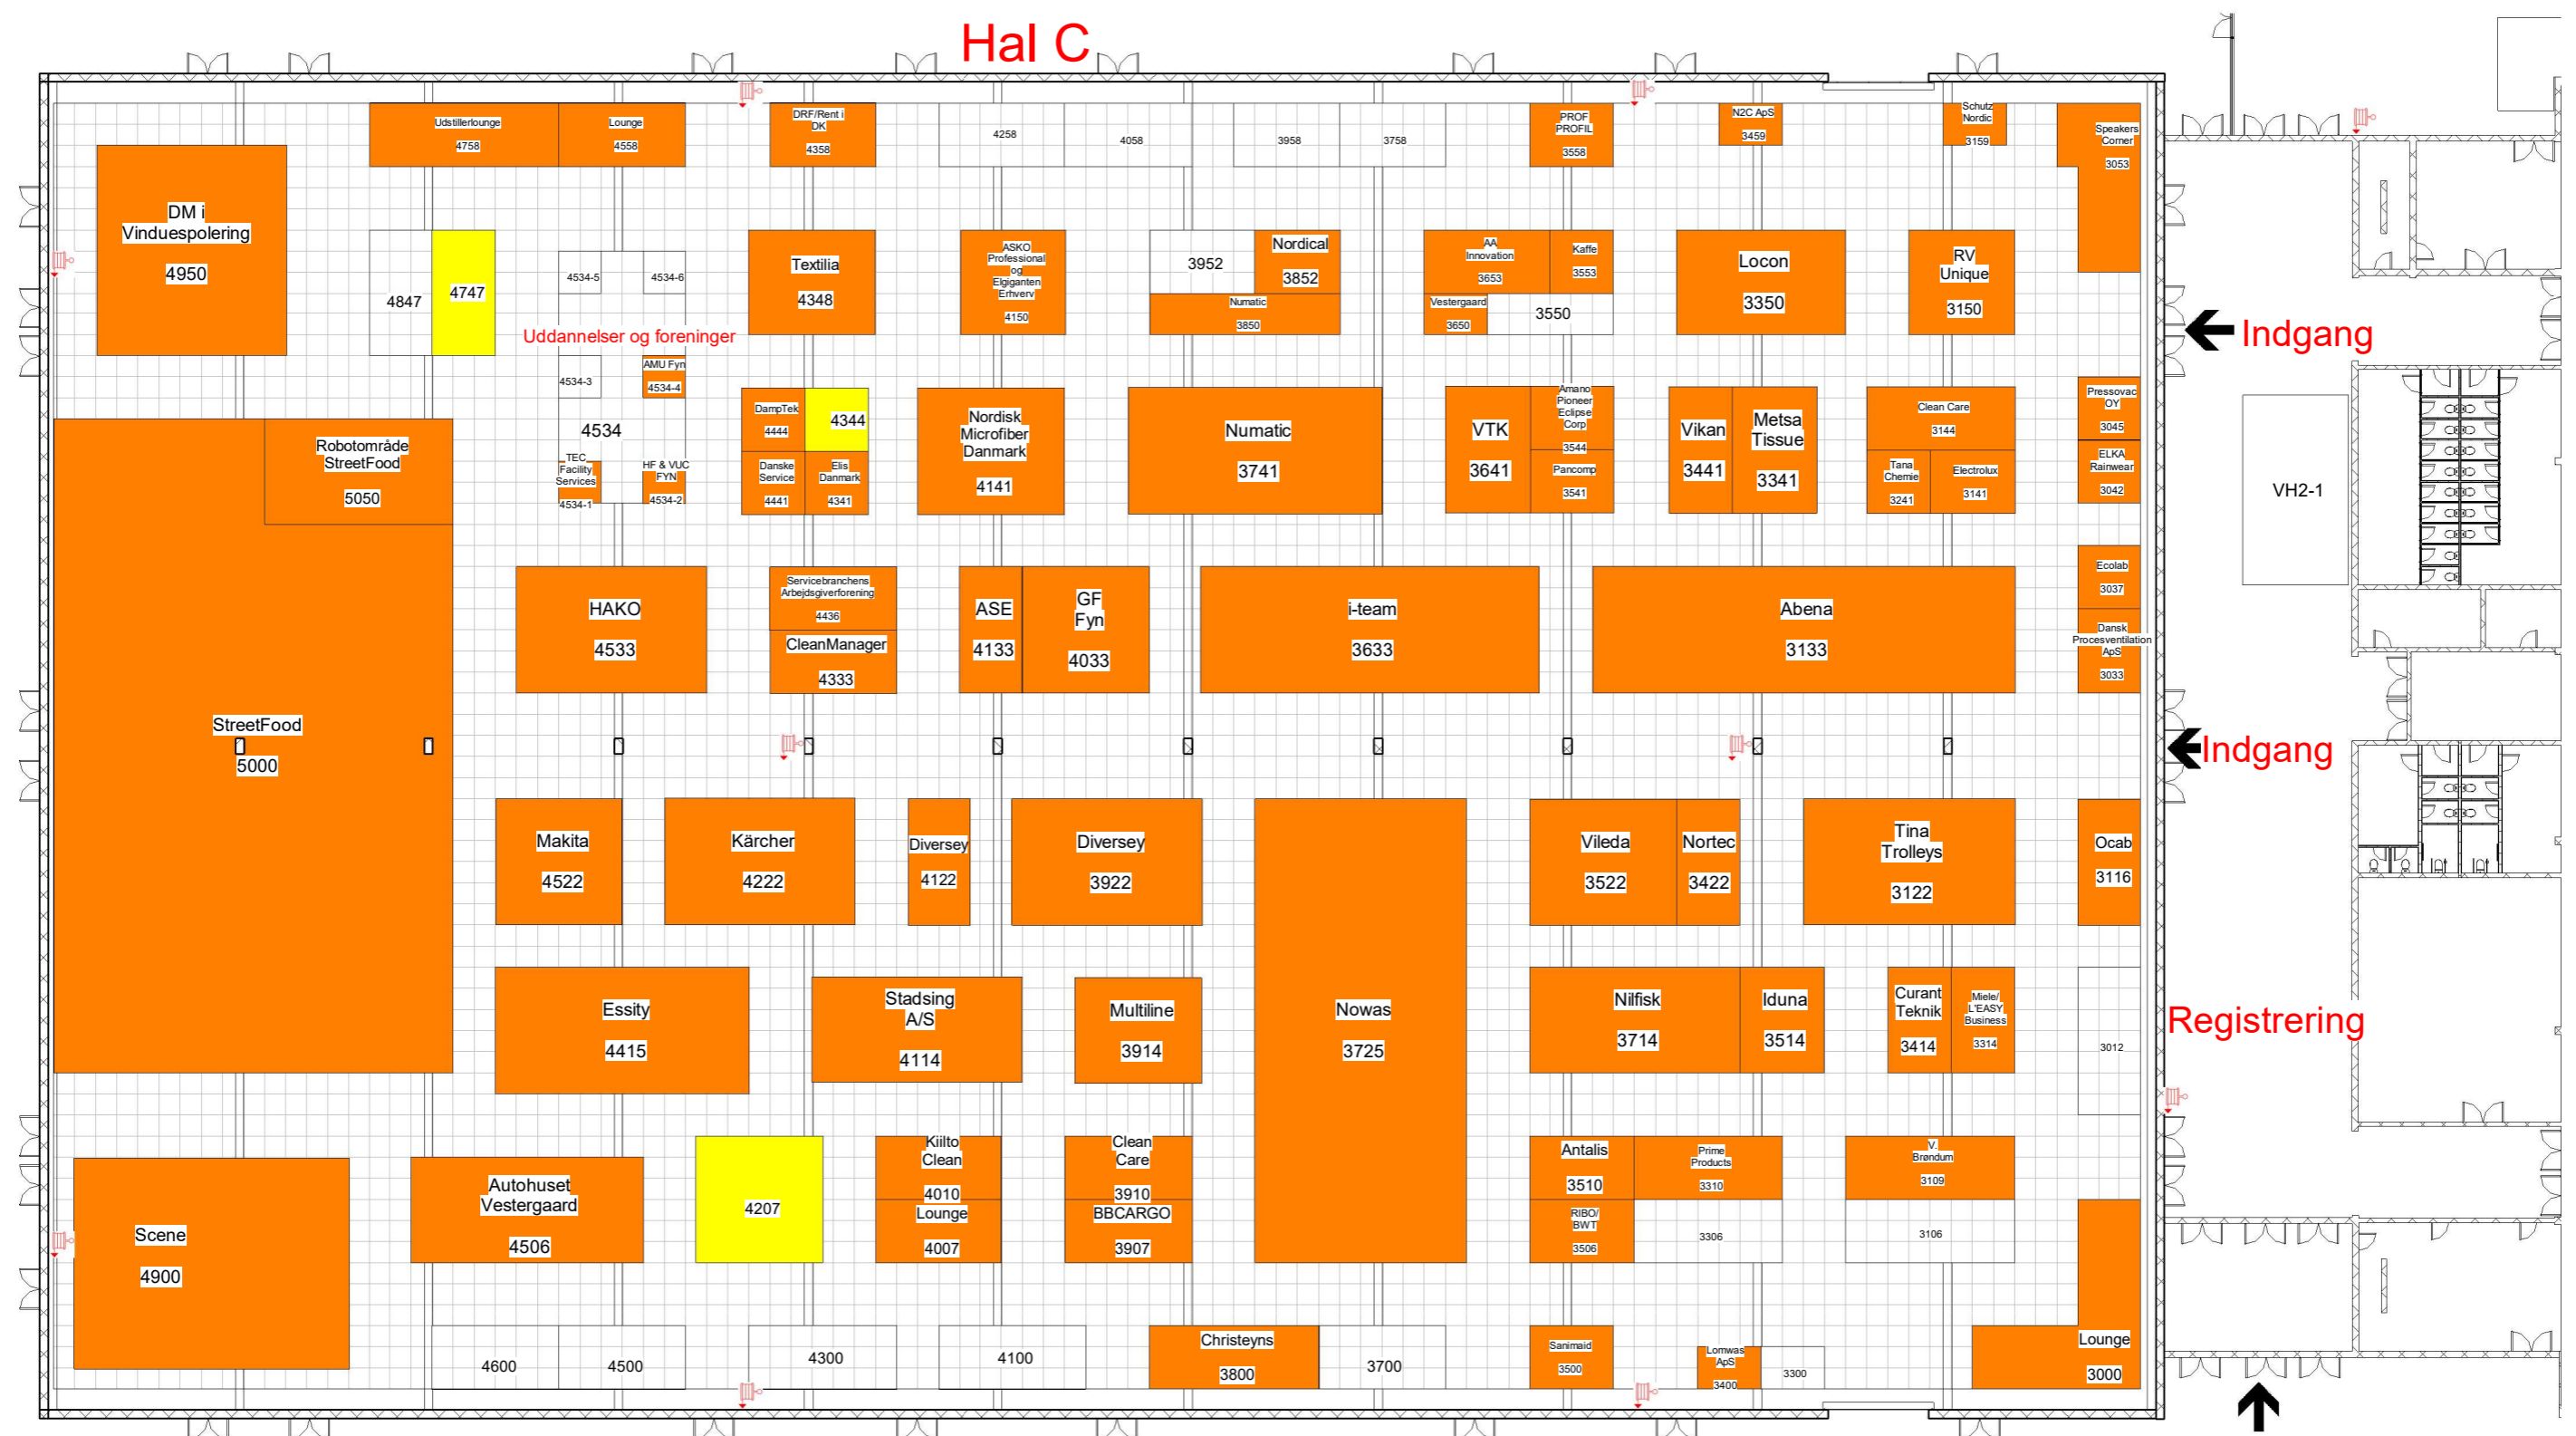 Hal C
Udstillerlounge
4758
Lounge
4558
DRF/Rent i
DK
4358
4258
4058
3958
3758
PROF
PROFIL
3558
N2C ApS
3459
Schutz
Nordic
3159
Speakers
Corner
3053
DM i
Vinduespolering
4950
4847
4747
4534-5
4534-6
Uddannelser og foreninger
Textilia
4348
ASKO
Professional
og
Elgiganten
Erhverv
4150
3952
Nordical
3852
Numatic
3850
AA
Innovation
3653
Kaffe
3553
Vestergaard
3650
3550
Locon
3350
RV
Unique
3150
Indgang
4534-3
AMU Fyn
4534-4
4534
TEC
Facility
Services
4534-1
HF & VUC
FYN
4534-2
DampTek
4444
4344
Danske
Service
4441
Elis
Danmark
4341
Nordisk
Microfiber
Danmark
4141
Numatic
3741
VTK
3641
Amano
Pioneer
Eclipse
Corp
3544
Pancomp
3541
Vikan
3441
Metsa
Tissue
3341
Clean Care
3144
Tana
Chemie
3241
Electrolux
3141
Pressovac
OY
3045
ELKA
Rainwear
3042
VH2-1
Robotområde
StreetFood
5050
StreetFood
5000
HAKO
4533
Servicebranchens
Arbejdsgiverforening
4436
CleanManager
4333
ASE
4133
GF
Fyn
4033
i-team
3633
Abena
3133
Ecolab
3037
Dansk
Procesventilation
ApS
3033
Indgang
Makita
4522
Kärcher
4222
Diversey
4122
Diversey
3922
Nowas
3725
Vileda
3522
Nortec
3422
Tina
Trolleys
3122
Ocab
3116
Essity
4415
Stadsing
A/S
4114
Multiline
3914
Nilfisk
3714
Iduna
3514
Curant
Teknik
3414
Miele/
L'EASY
Business
3314
3012
Registrering
Scene
4900
Autohuset
Vestergaard
4506
4207
Kiilto
Clean
4010
Lounge
4007
Clean
Care
3910
BBCARGO
3907
Antalis
3510
Prime
Products
3310
RIBO/
BWT
3506
3306
V.
Brøndum
3109
3106
4600
4500
4300
4100
Christeyns
3800
3700
Sanimaid
3500
Lomwas
ApS
3400
3300
Lounge
3000